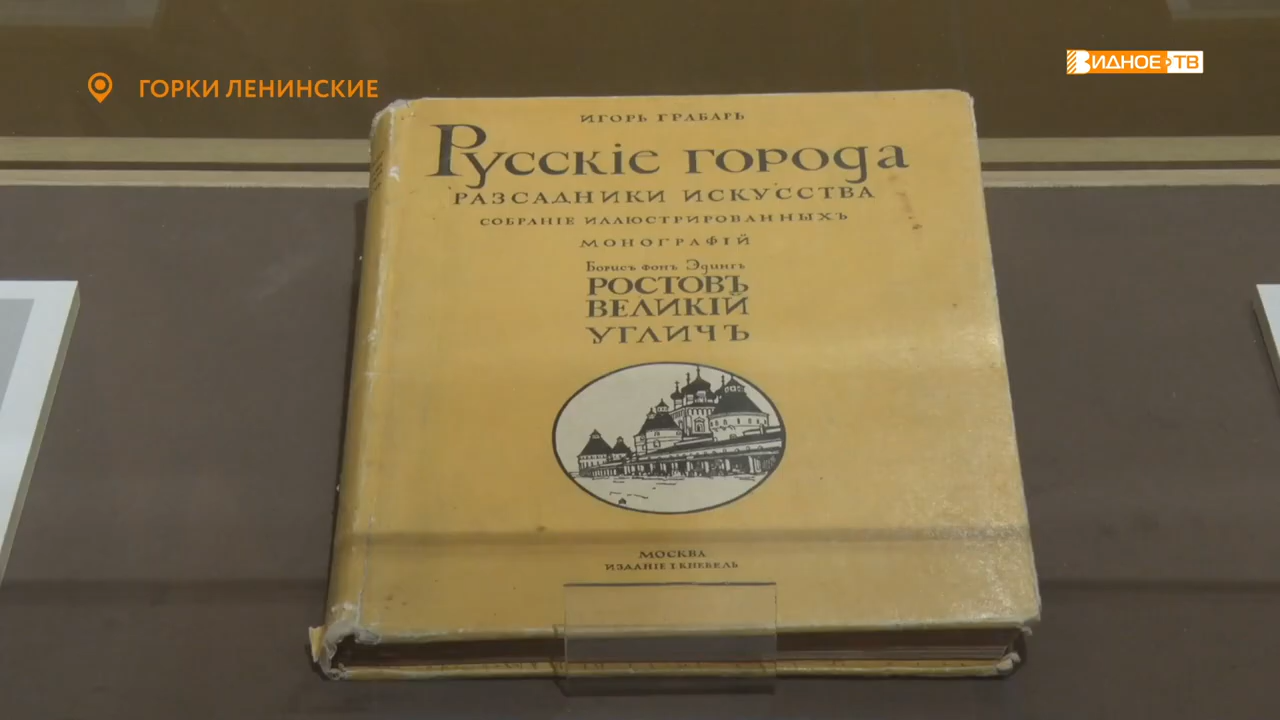 ГОРКИ ЛЕНИНСКИЕ
ВИДНОЕ ТВ
ИГОРЬ ГРАБАРЬ
Русскіе города
РАЗСАДНИКИ ИСКУССТВА
СОБРАНІЕ ИЛЛЮСТРИРОВАННЫХЪ
МОНОГРАФІЙ
Борисъ фонъ Эдингъ
РОСТОВЪ
ВЕЛИКІЙ
УГЛИЧЪ
МОСКВА
ИЗДАНІЕ І КНЕБЕЛЬ